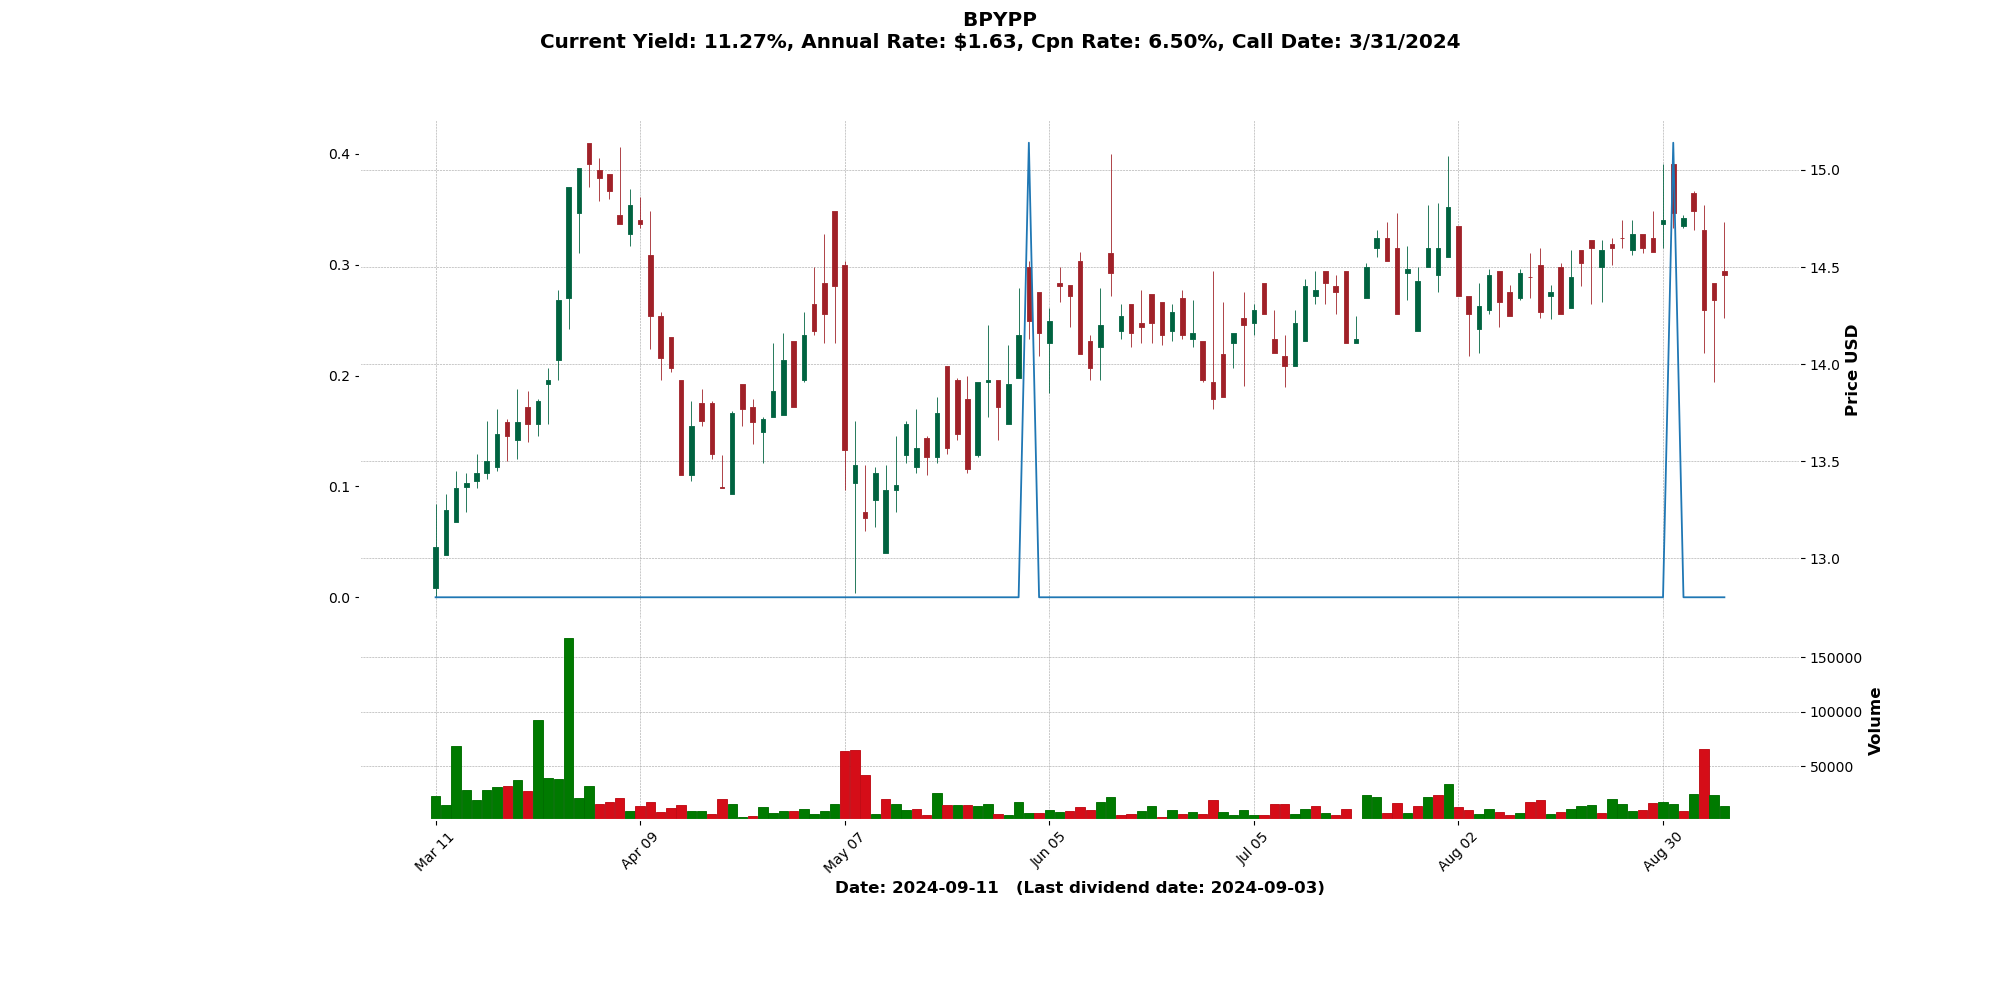 BPYPP
Current Yield: 11.27%, Annual Rate: $1.63, Cpn Rate: 6.50%, Call Date: 3/31/2024
0.4
0.3
0.2
0.1
0.0
15.0
14.5
14.0
13.5
13.0
Price USD
150000
100000
50000
Volume
Mar 11
Apr 09
May 07
Jun 05
Jul 05
Aug 02
Aug 30
Date: 2024-09-11 (Last dividend date: 2024-09-03)